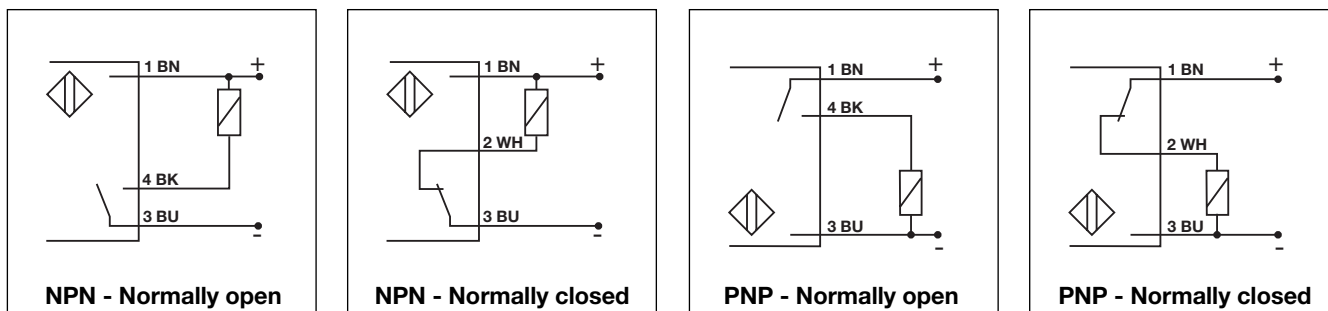 1 BN
+
4 BK
3 BU
-
NPN - Normally open
1 BN
+
2 WH
3 BU
-
NPN - Normally closed
1 BN
+
4 BK
3 BU
-
PNP - Normally open
1 BN
+
2 WH
3 BU
-
PNP - Normally closed